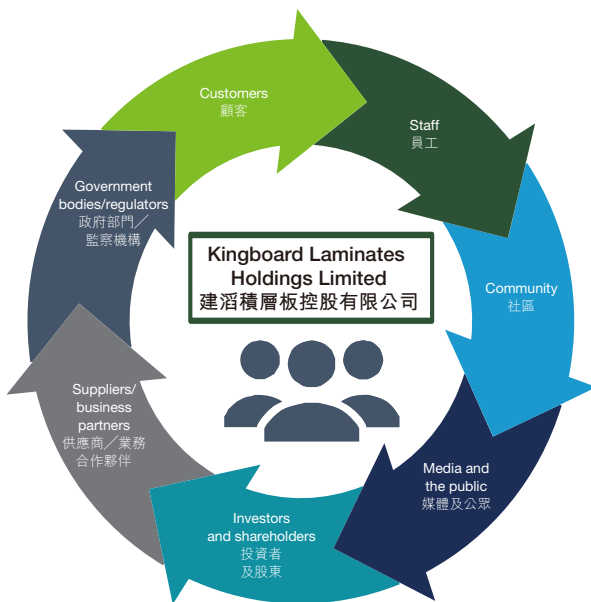 Customers
顧客
Staff
員工
Community
社區
Media and
the public
媒體及公眾
Investors
and shareholders
投資者
及股東
Suppliers/
business
partners
供應商／業務
合作夥伴
Government
bodies/regulators
政府部門／
監察機構
Kingboard Laminates
Holdings Limited
建滔積層板控股有限公司